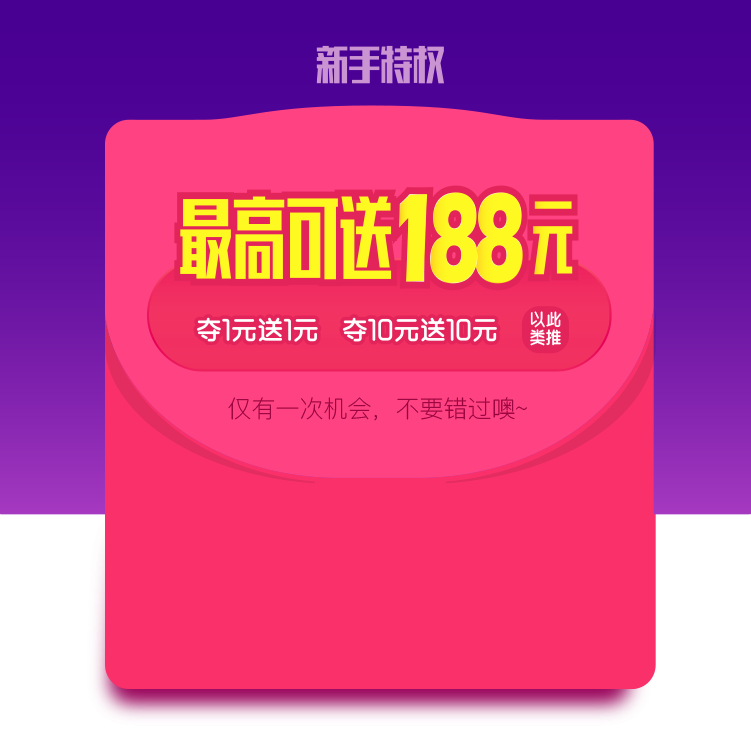 新手特权
最高可送188元
夺1元送1元 夺10元送10元 以此
类推
仅有一次机会，不要错过噢~